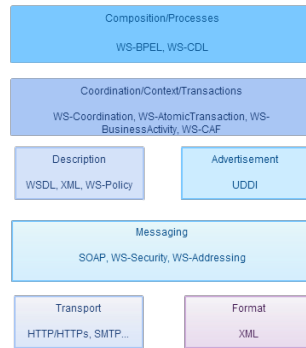 Composition/Processes
WS-BPEL, WS-CDL
Coordination/Context/Transactions
WS-Coordination, WS-AtomicTransaction, WS-
BusinessActivity, WS-CAF
Description
WSDL, XML, WS-Policy
Advertisement
UDDI
Messaging
SOAP, WS-Security, WS-Addressing
Transport
HTTP/HTTPs, SMTP...
Format
XML